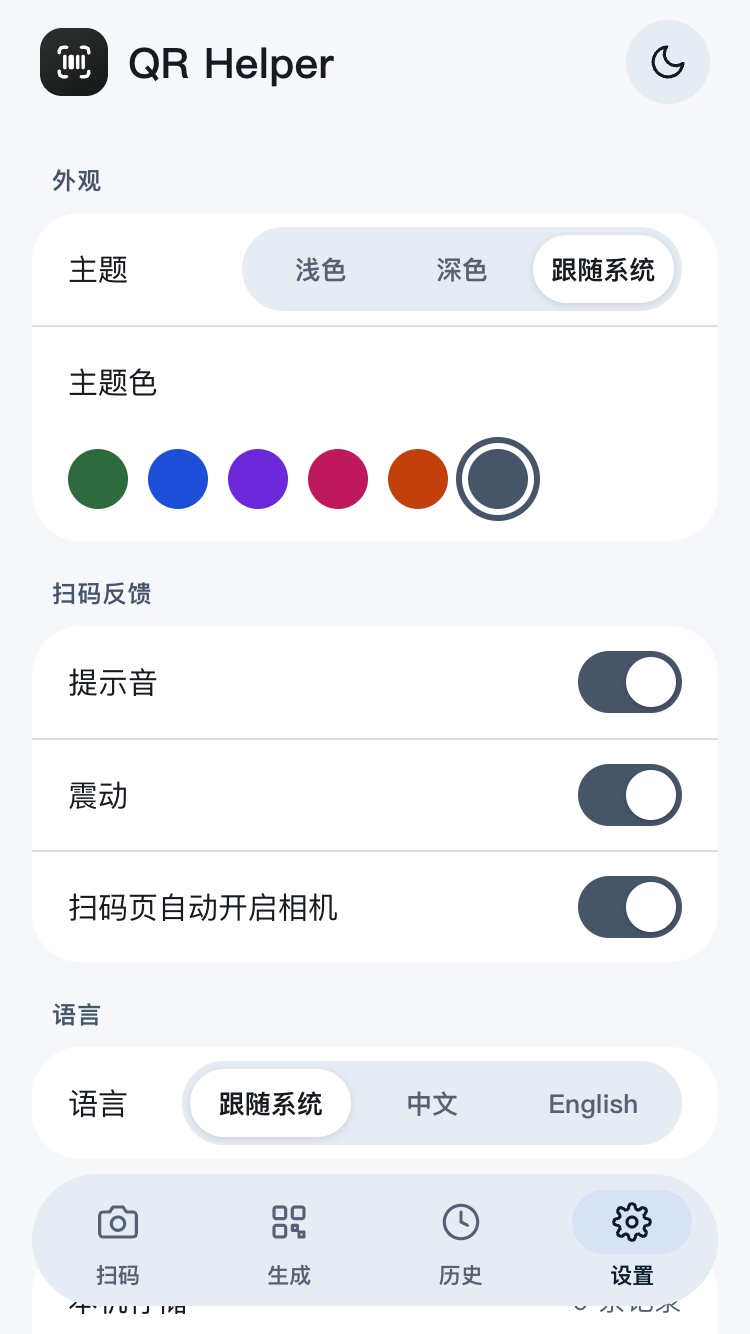 QR Helper
外观
主题 浅色 深色 跟随系统
主题色
扫码反馈
提示音
震动
扫码页自动开启相机
语言
语言 跟随系统 中文 English
扫码 生成 历史 设置